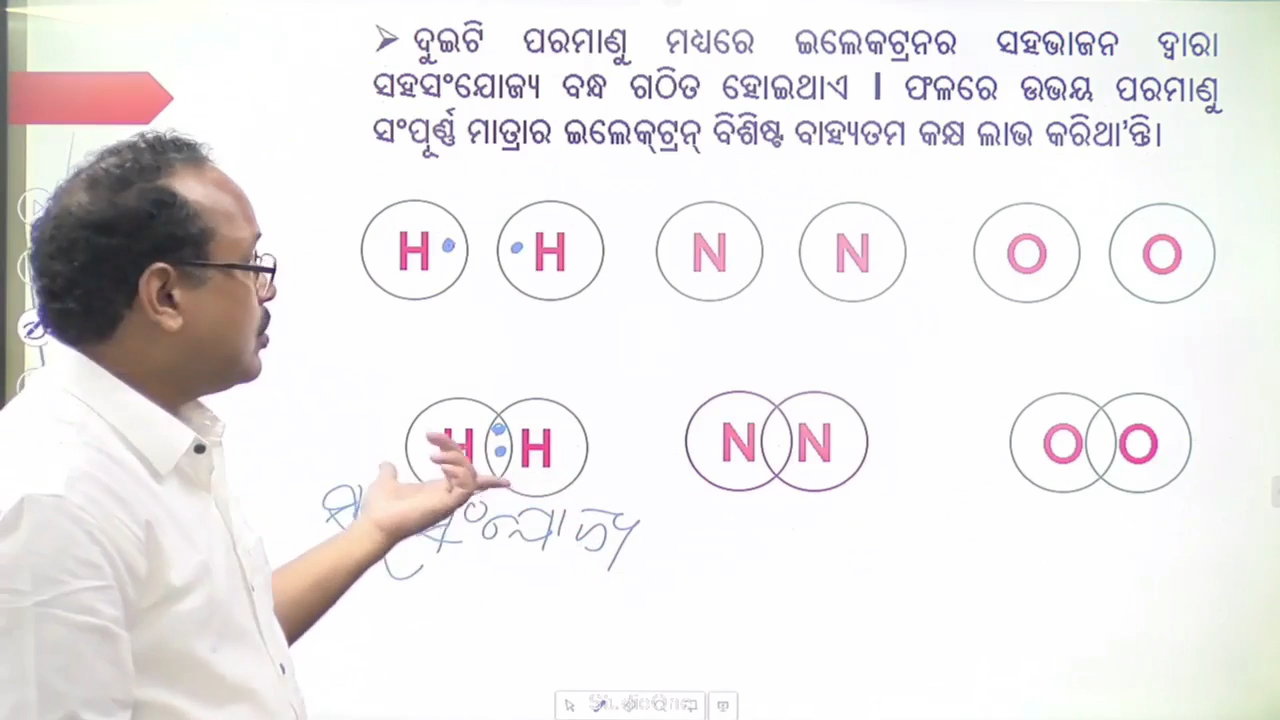 ➤ ଦୁଇଟି ପରମାଣୁ ମଧ୍ୟରେ ଇଲେକଟ୍ରନର ସହଭାଜନ ଦ୍ୱାରା
ସହସଂଯୋଜ୍ୟ ବନ୍ଧ ଗଠିତ ହୋଇଥାଏ । ଫଳରେ ଉଭୟ ପରମାଣୁ
ସଂପୂର୍ଣ୍ଣ ମାତ୍ରାର ଇଲେକ୍‌ଟ୍ରନ୍ ବିଶିଷ୍ଟ ବାହ୍ୟତମ କକ୍ଷ ଲାଭ କରିଥା'ନ୍ତି।
H H N N O O
H H N N O O
ସଂଯୋଜ୍ୟ